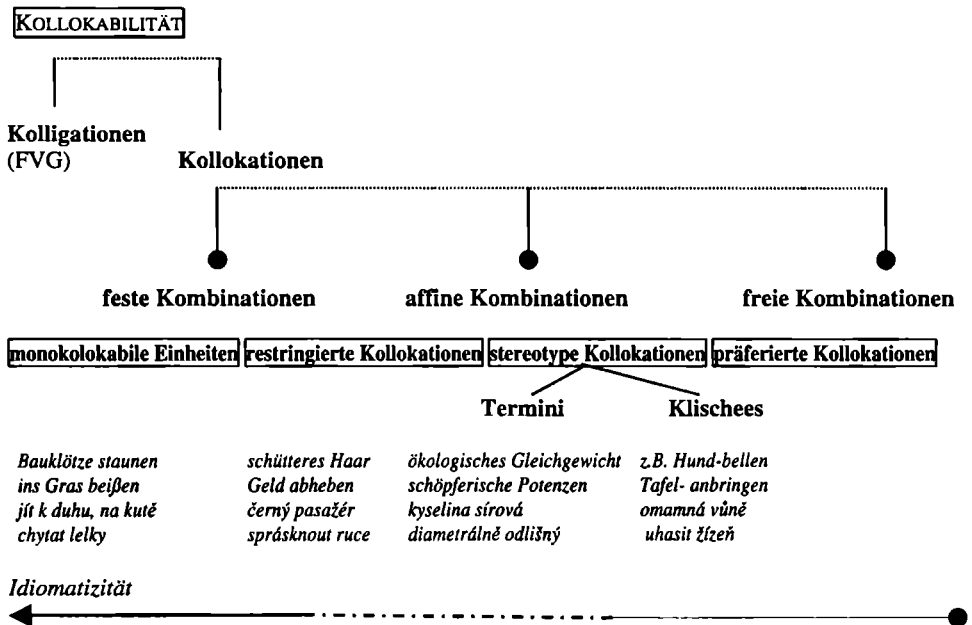 KOLLOKABILITÄT
Kolligationen
(FVG) Kollokationen
feste Kombinationen affine Kombinationen freie Kombinationen
monokolokabile Einheiten restringierte Kollokationen stereotype Kollokationen präferierte Kollokationen
Termini Klischees
Bauklötze staunen schütteres Haar ökologisches Gleichgewicht z.B. Hund-bellen
ins Gras beißen Geld abheben schöpferische Potenzen Tafel- anbringen
jít k duhu, na kutě černý pasažér kyselina sírová omamná vůně
chytat lelky sprásknout ruce diametrálně odlišný uhasit žízeň
Idiomatizität